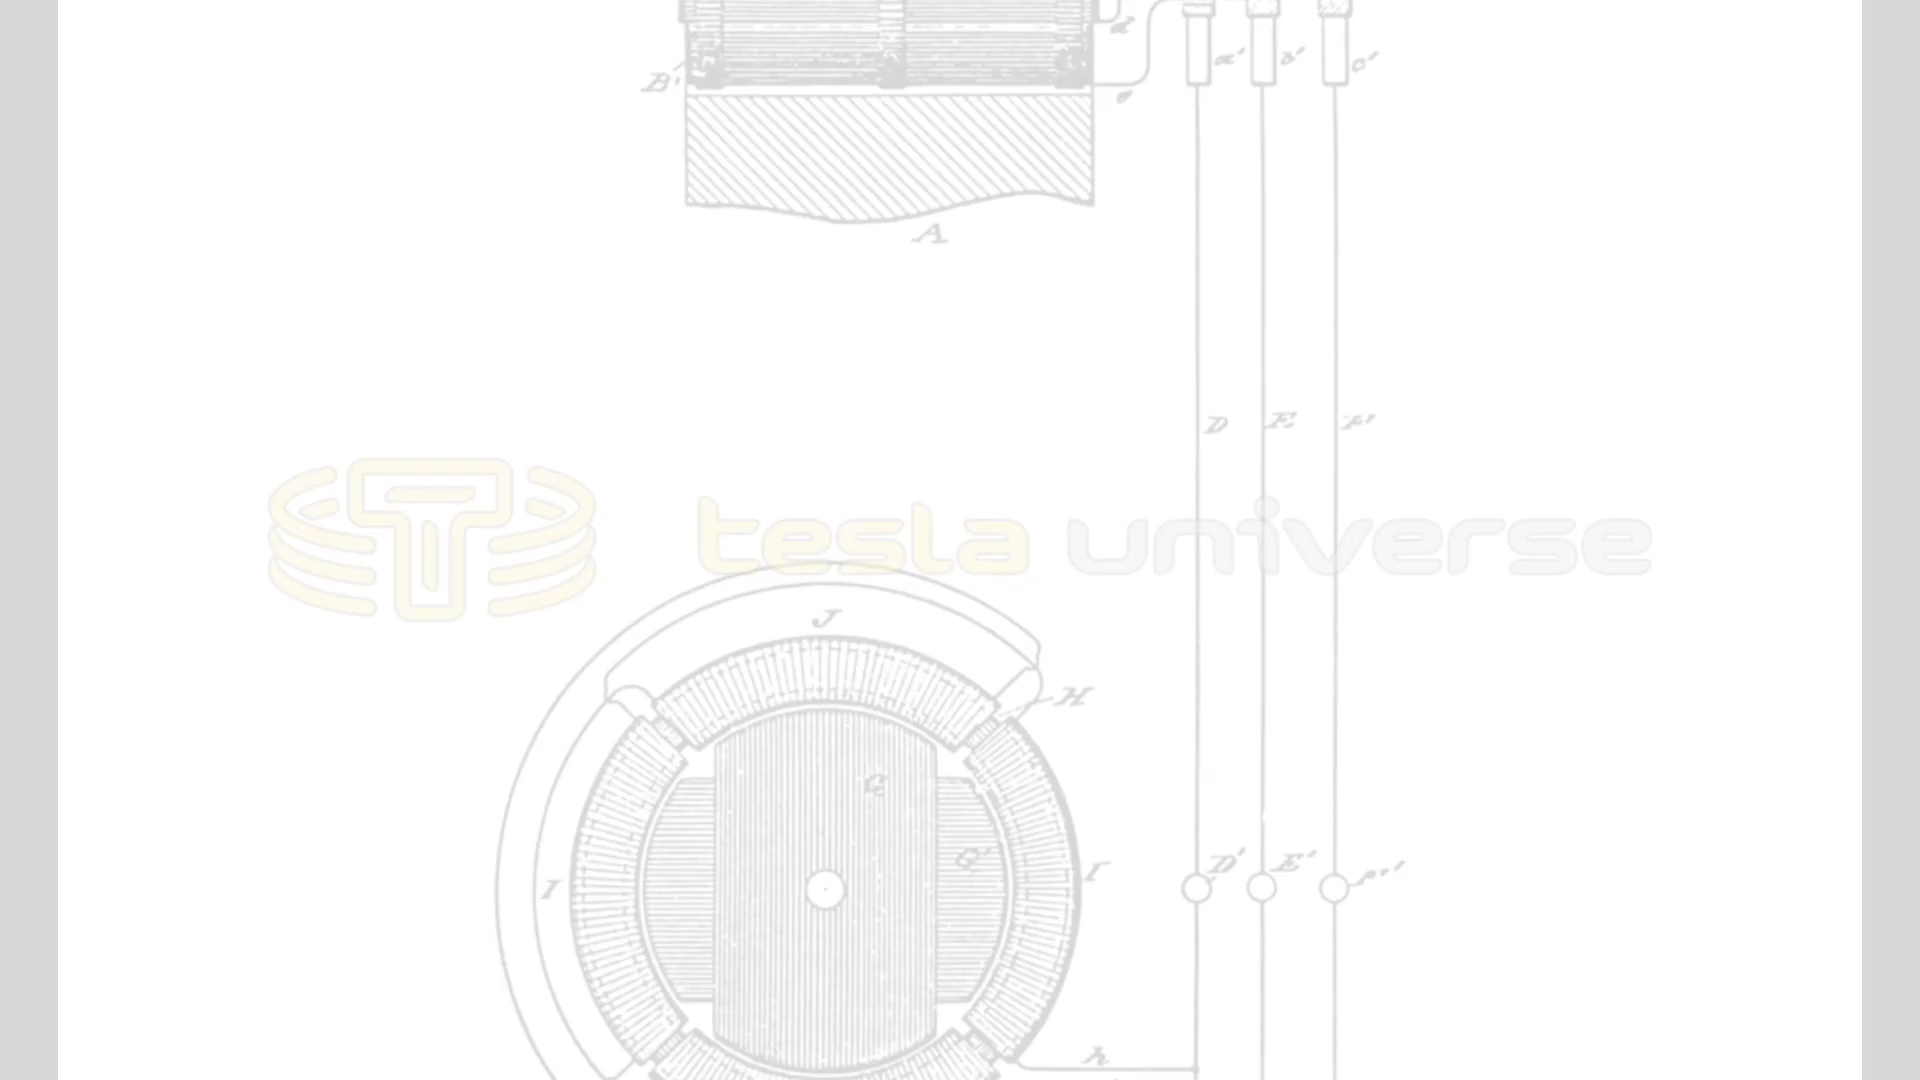 d
a' b' c'
B'
e
A
D E F
tesla universe
J
H
G
G'
I I
D' E' F'
h